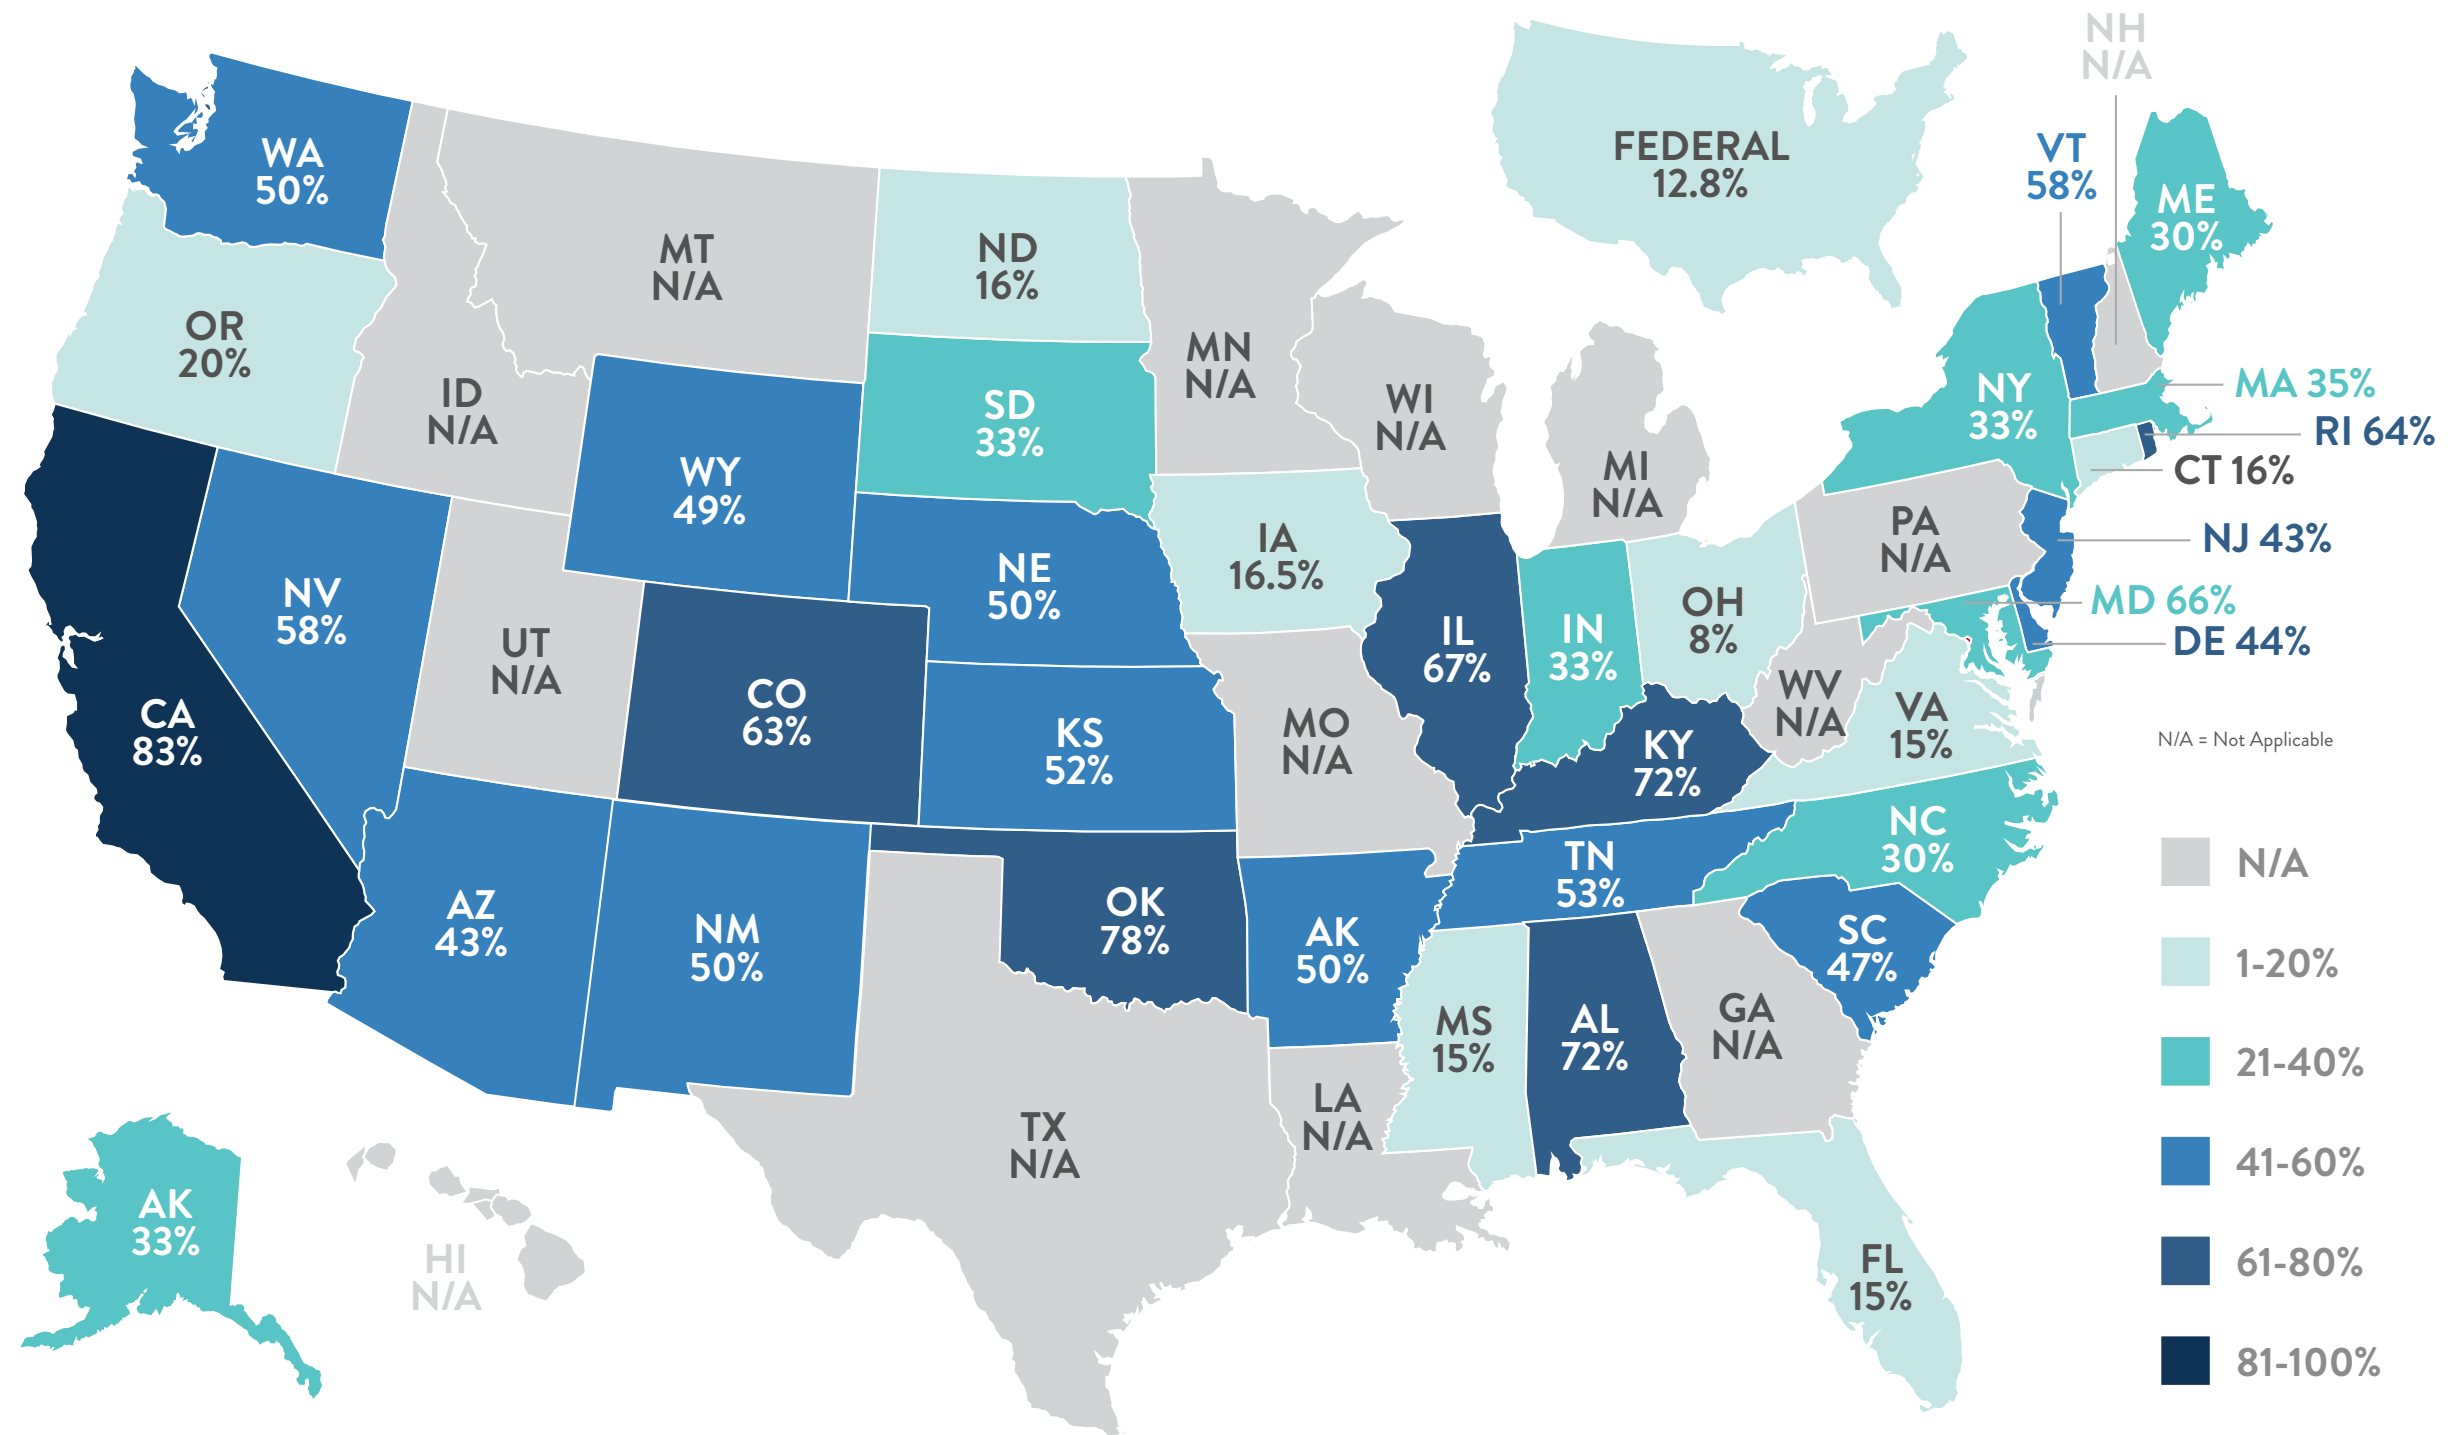 NH
N/A
WA
50%
FEDERAL
12.8%
VT
58%
ME
30%
MT
N/A
ND
16%
OR
20%
MN
N/A
ID
N/A
SD
33%
WI
N/A
NY
33%
MA 35%
RI 64%
CT 16%
WY
49%
MI
N/A
PA
N/A
NJ 43%
IA
16.5%
NE
50%
NV
58%
OH
8%
MD 66%
DE 44%
UT
N/A
IL
67%
IN
33%
CO
63%
WV
N/A
VA
15%
CA
83%
KS
52%
MO
N/A
KY
72%
N/A = Not Applicable
NC
30%
TN
53%
N/A
AZ
43%
NM
50%
OK
78%
AK
50%
SC
47%
1-20%
MS
15%
AL
72%
GA
N/A
21-40%
TX
N/A
LA
N/A
41-60%
AK
33%
HI
N/A
FL
15%
61-80%
81-100%